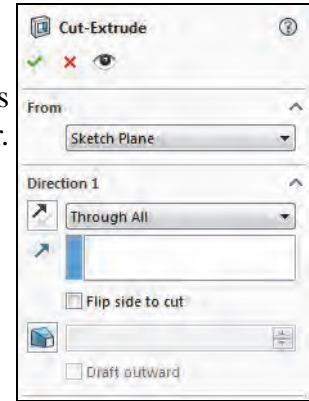 Cut-Extrude
s
From
r.
Sketch Plane
Direction 1
Through All
Flip side to cut
Draft outward